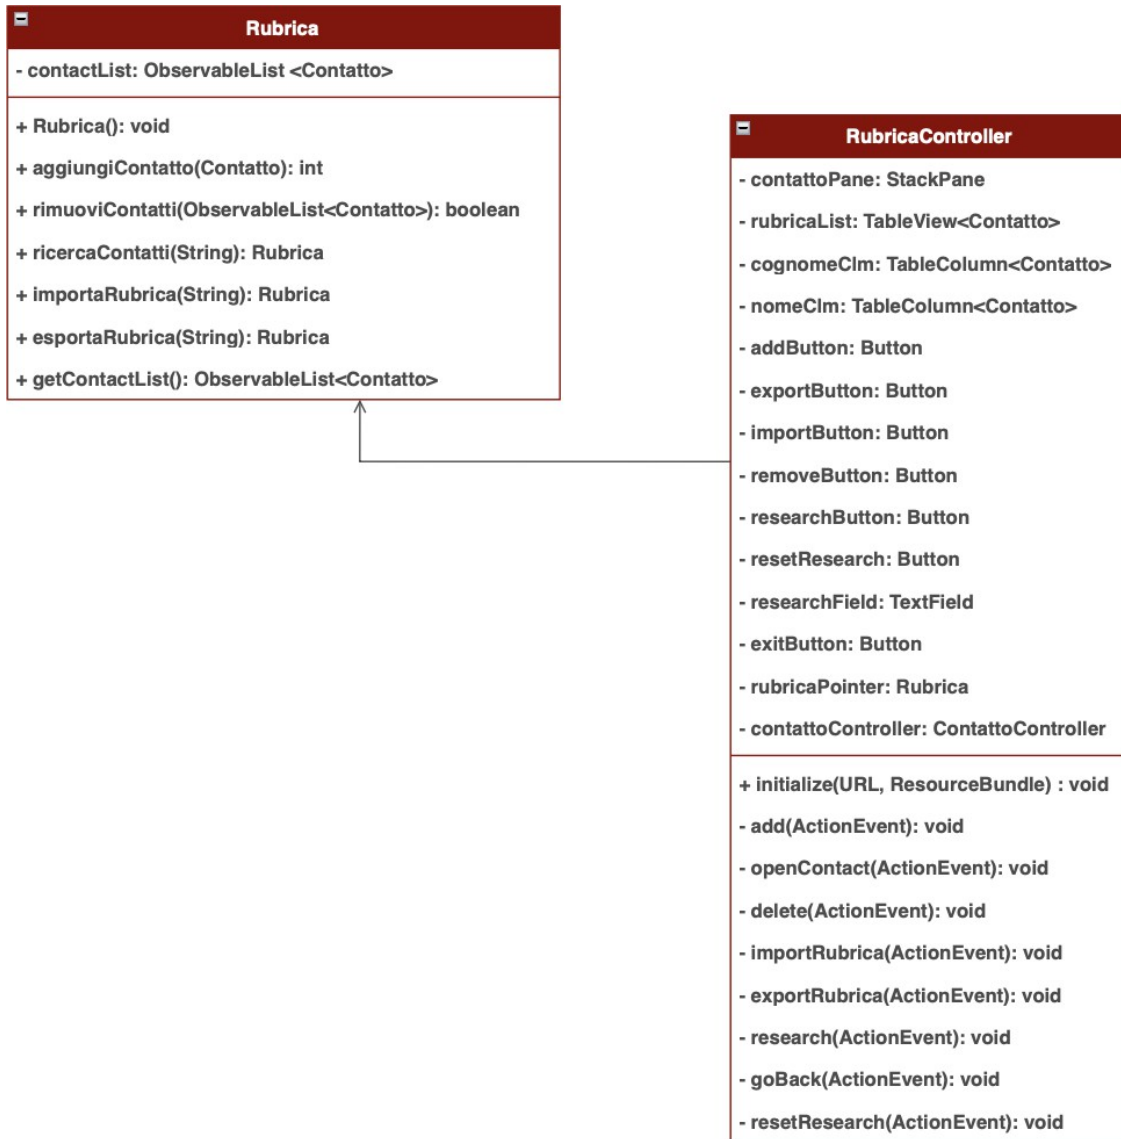 Rubrica
- contactList: ObservableList <Contatto>
+ Rubrica(): void
+ aggiungiContatto(Contatto): int
+ rimuoviContatti(ObservableList<Contatto>): boolean
+ ricercaContatti(String): Rubrica
+ importaRubrica(String): Rubrica
+ esportaRubrica(String): Rubrica
+ getContactList(): ObservableList<Contatto>
RubricaController
- contattoPane: StackPane
- rubricaList: TableView<Contatto>
- cognomeClm: TableColumn<Contatto>
- nomeClm: TableColumn<Contatto>
- addButton: Button
- exportButton: Button
- importButton: Button
- removeButton: Button
- researchButton: Button
- resetResearch: Button
- researchField: TextField
- exitButton: Button
- rubricaPointer: Rubrica
- contattoController: ContattoController
+ initialize(URL, ResourceBundle) : void
- add(ActionEvent): void
- openContact(ActionEvent): void
- delete(ActionEvent): void
- importRubrica(ActionEvent): void
- exportRubrica(ActionEvent): void
- research(ActionEvent): void
- goBack(ActionEvent): void
- resetResearch(ActionEvent): void